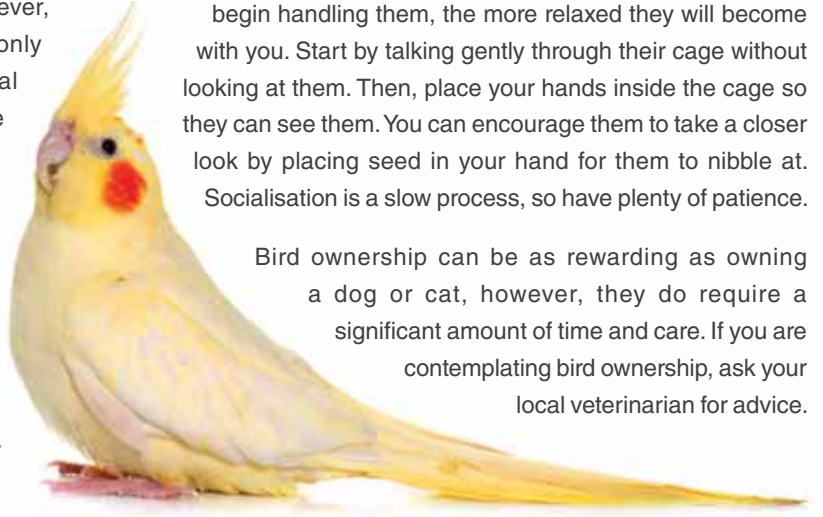 ever,
only
al
e
begin handling them, the more relaxed they will become
with you. Start by talking gently through their cage without
looking at them. Then, place your hands inside the cage so
they can see them. You can encourage them to take a closer
look by placing seed in your hand for them to nibble at.
Socialisation is a slow process, so have plenty of patience.
Bird ownership can be as rewarding as owning
a dog or cat, however, they do require a
significant amount of time and care. If you are
contemplating bird ownership, ask your
local veterinarian for advice.